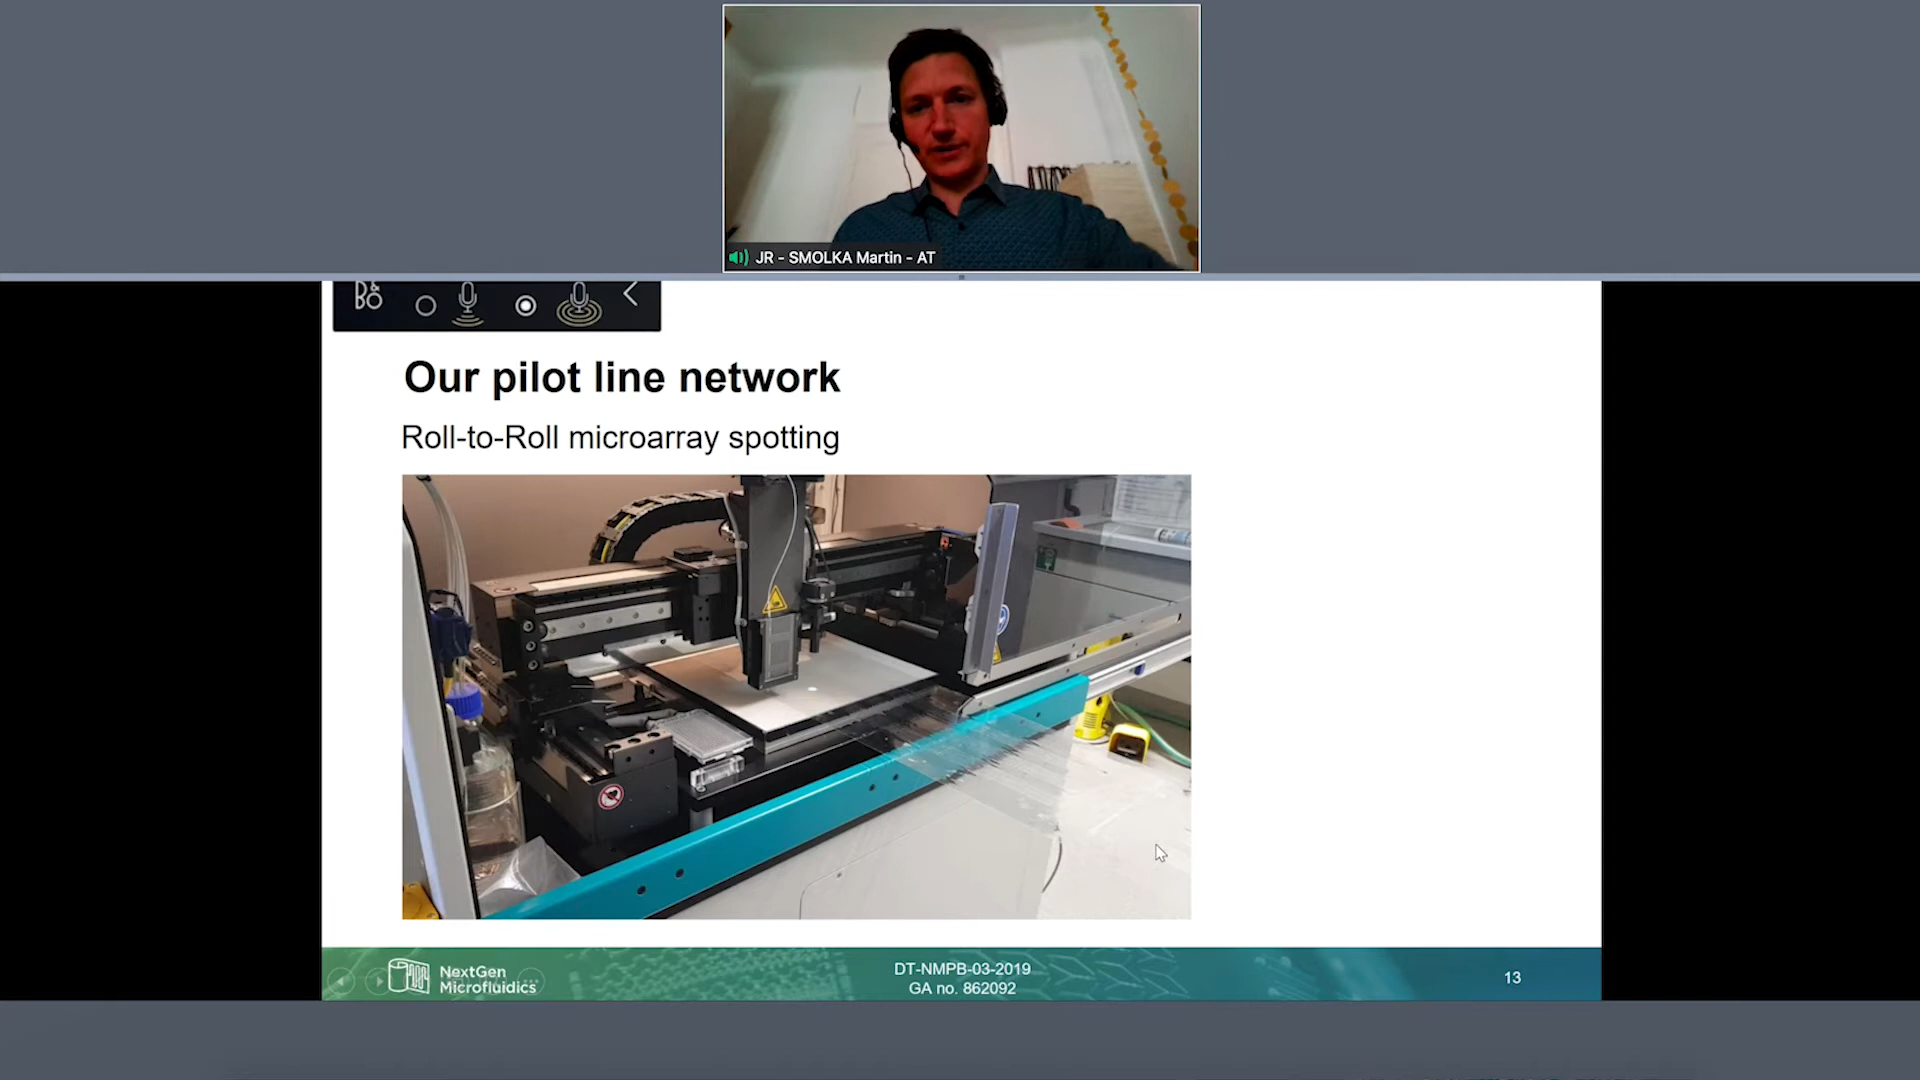 JR - SMOLKA Martin - AT
B&O
Our pilot line network
Roll-to-Roll microarray spotting
NextGen
Microfluidics
DT-NMPB-03-2019
GA no. 862092
13